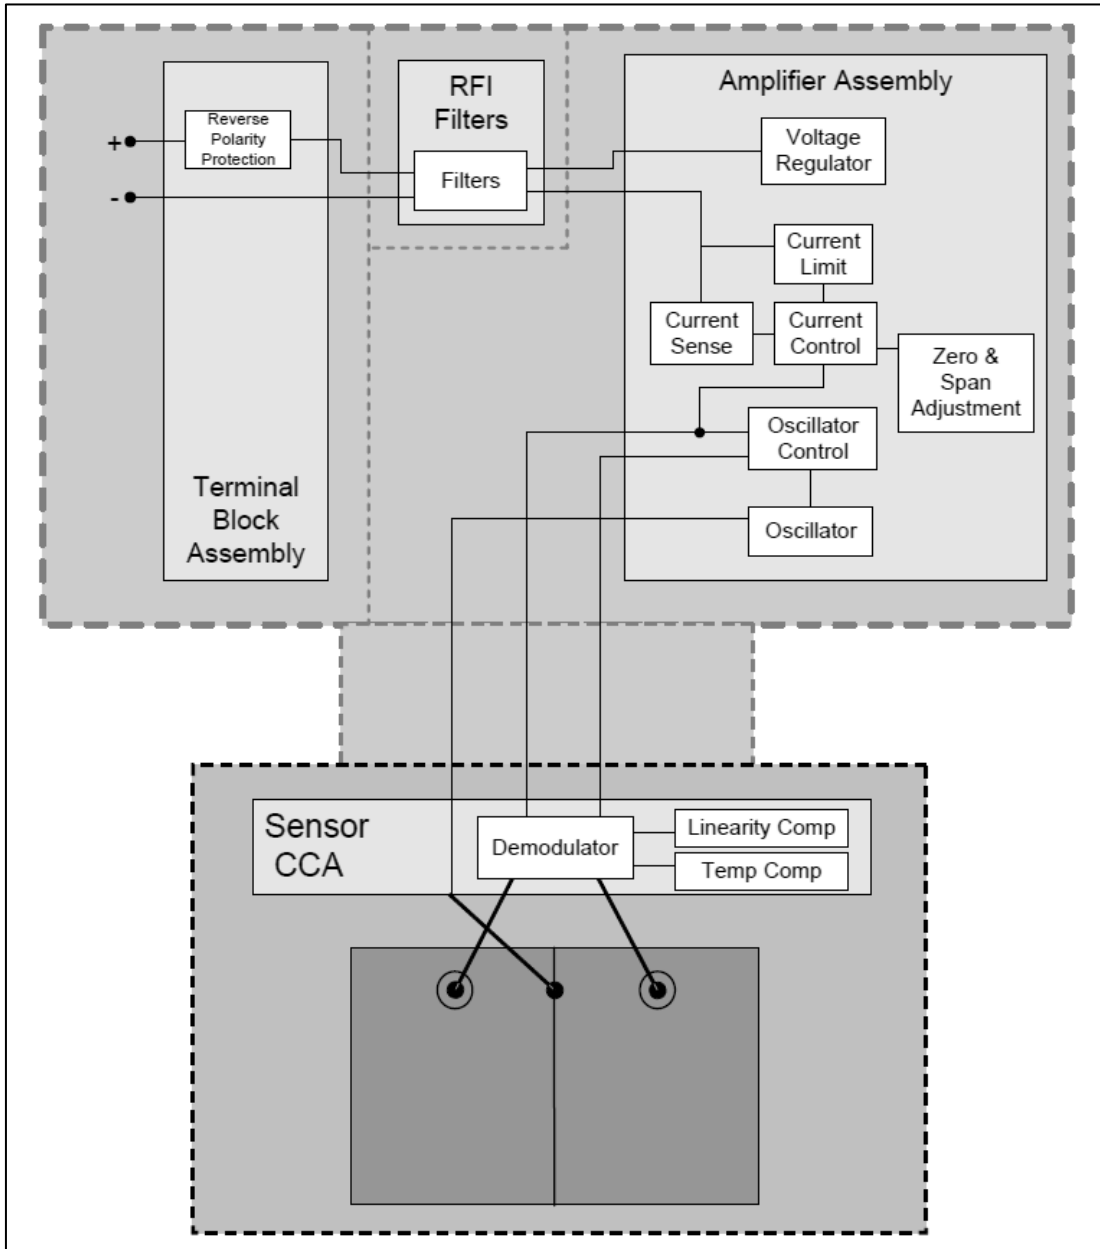 Reverse
Polarity
Protection
+
-
Terminal
Block
Assembly
RFI
Filters
Filters
Amplifier Assembly
Voltage
Regulator
Current
Limit
Current
Sense
Current
Control
Zero &
Span
Adjustment
Oscillator
Control
Oscillator
Sensor
CCA
Demodulator
Linearity Comp
Temp Comp